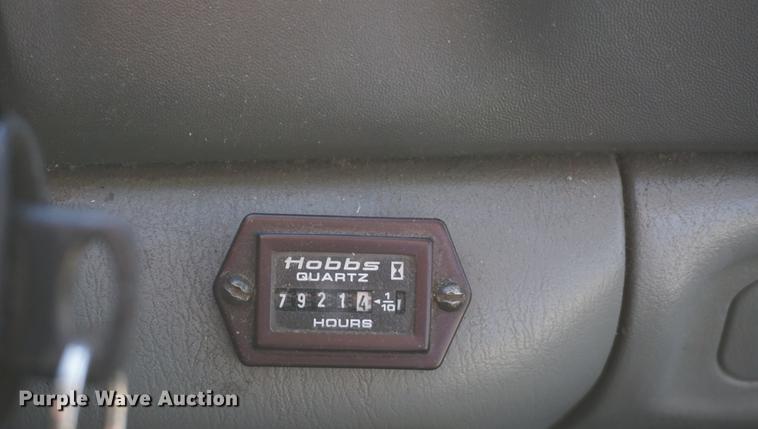 Hobbs
QUARTZ
79214 1/10
HOURS
Purple Wave Auction